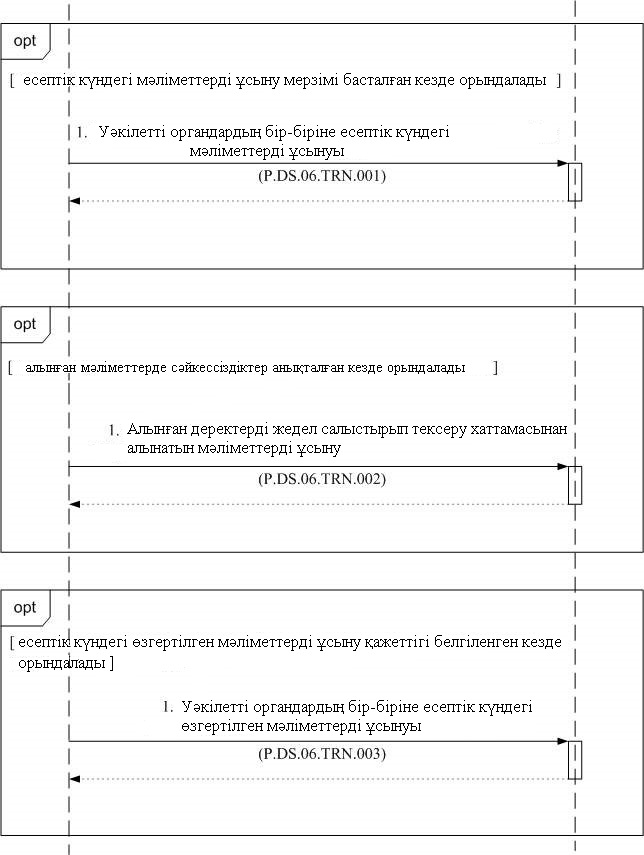 opt
[ есептік күндегі мәліметтерді ұсыну мерзімі басталған кезде орындалады ]
1. Уәкілетті органдардың бір-біріне есептік күндегі
мәліметтерді ұсынуы
(P.DS.06.TRN.001)
opt
[ алынған мәліметтерде сәйкессіздіктер анықталған кезде орындалады ]
1. Алынған деректерді жедел салыстырып тексеру хаттамасынан
алынатын мәліметтерді ұсыну
(P.DS.06.TRN.002)
opt
[ есептік күндегі өзгертілген мәліметтерді ұсыну қажеттігі белгіленген кезде
орындалады ]
1. Уәкілетті органдардың бір-біріне есептік күндегі
өзгертілген мәліметтерді ұсынуы
(P.DS.06.TRN.003)